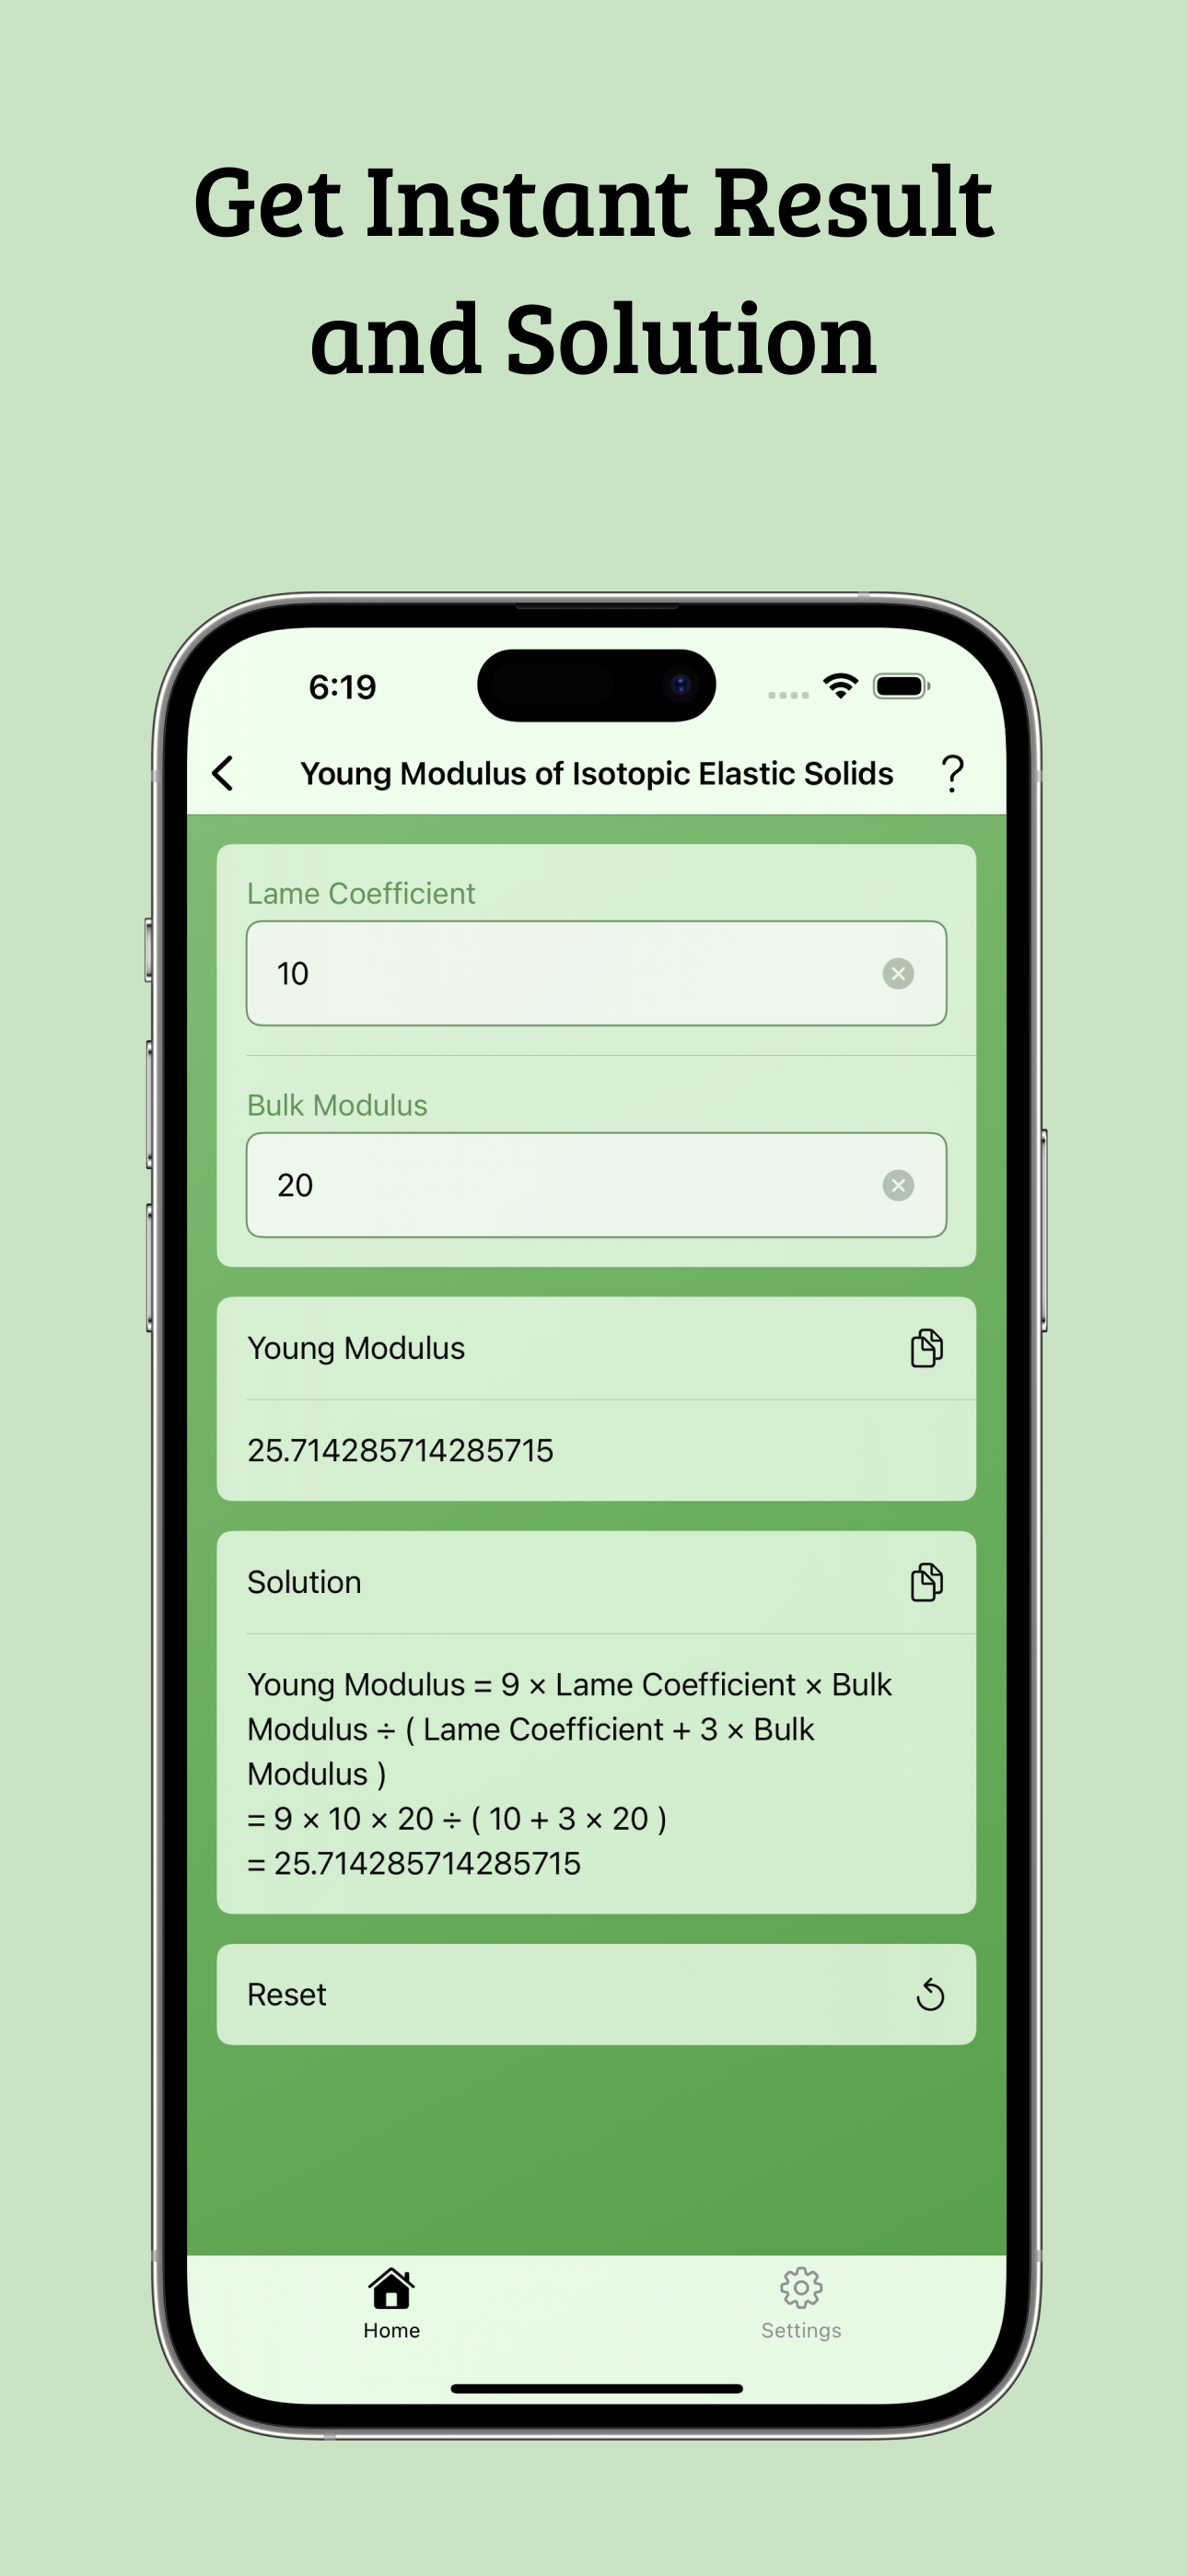 Get Instant Result
and Solution
6:19
Young Modulus of Isotopic Elastic Solids
?
Lame Coefficient
10
Bulk Modulus
20
Young Modulus
25.714285714285715
Solution
Young Modulus = 9 × Lame Coefficient × Bulk
Modulus ÷ ( Lame Coefficient + 3 × Bulk
Modulus )
= 9 × 10 × 20 ÷ ( 10 + 3 × 20 )
= 25.714285714285715
Reset
Home
Settings